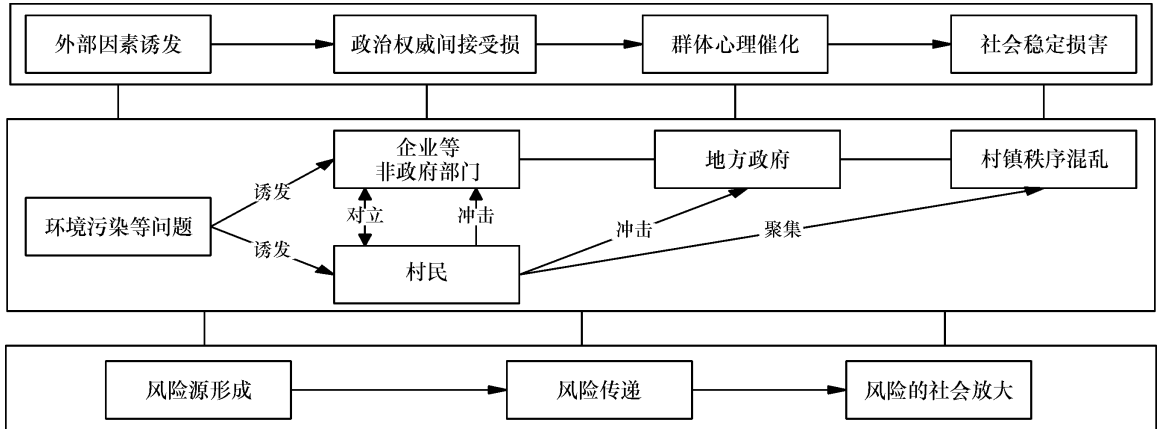 外部因素诱发
政治权威间接受损
群体心理催化
社会稳定损害
企业等
非政府部门
地方政府
村镇秩序混乱
诱发
对立
冲击
环境污染等问题
冲击
聚集
诱发
村民
风险源形成
风险传递
风险的社会放大